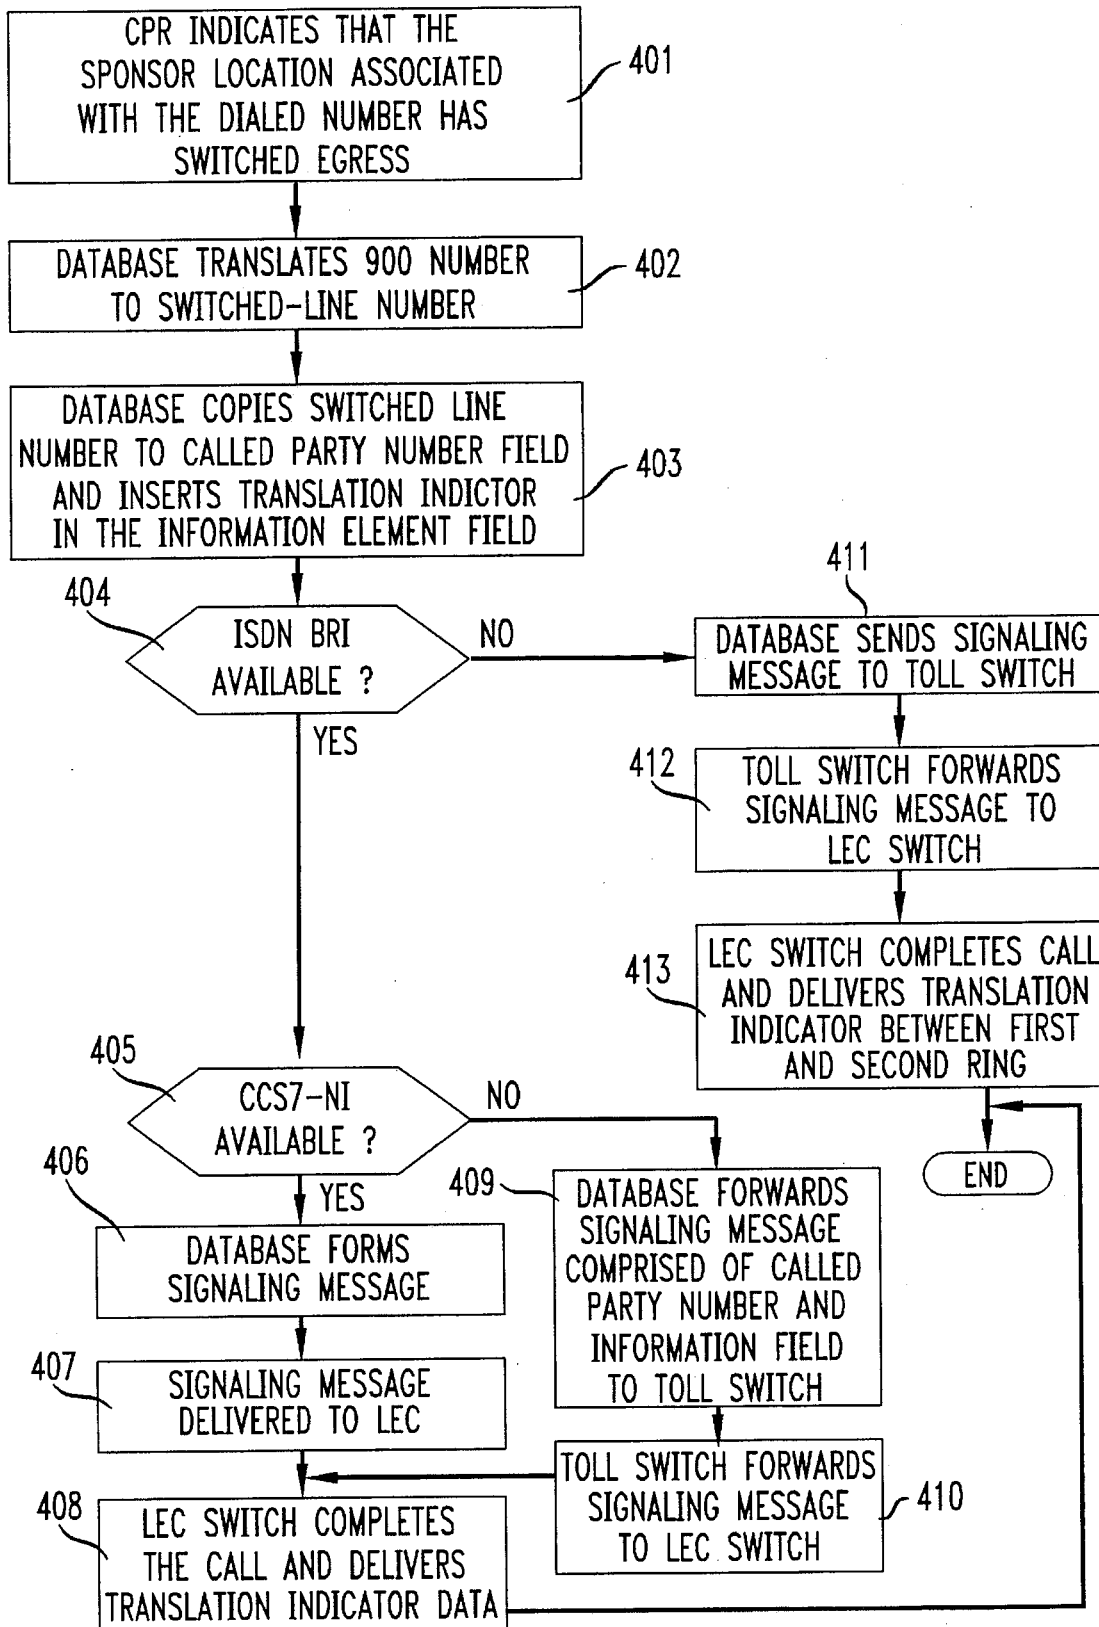 CPR INDICATES THAT THE
SPONSOR LOCATION ASSOCIATED
WITH THE DIALED NUMBER HAS
SWITCHED EGRESS
401
DATABASE TRANSLATES 900 NUMBER
TO SWITCHED-LINE NUMBER
402
DATABASE COPIES SWITCHED LINE
NUMBER TO CALLED PARTY NUMBER FIELD
AND INSERTS TRANSLATION INDICTOR
IN THE INFORMATION ELEMENT FIELD
403
404
ISDN BRI
AVAILABLE ?
NO
YES
411
DATABASE SENDS SIGNALING
MESSAGE TO TOLL SWITCH
412
TOLL SWITCH FORWARDS
SIGNALING MESSAGE TO
LEC SWITCH
413
LEC SWITCH COMPLETES CALL
AND DELIVERS TRANSLATION
INDICATOR BETWEEN FIRST
AND SECOND RING
END
405
CCS7-NI
AVAILABLE ?
NO
YES
406
DATABASE FORMS
SIGNALING MESSAGE
407
SIGNALING MESSAGE
DELIVERED TO LEC
409
DATABASE FORWARDS
SIGNALING MESSAGE
COMPRISED OF CALLED
PARTY NUMBER AND
INFORMATION FIELD
TO TOLL SWITCH
TOLL SWITCH FORWARDS
SIGNALING MESSAGE
TO LEC SWITCH
410
408
LEC SWITCH COMPLETES
THE CALL AND DELIVERS
TRANSLATION INDICATOR DATA